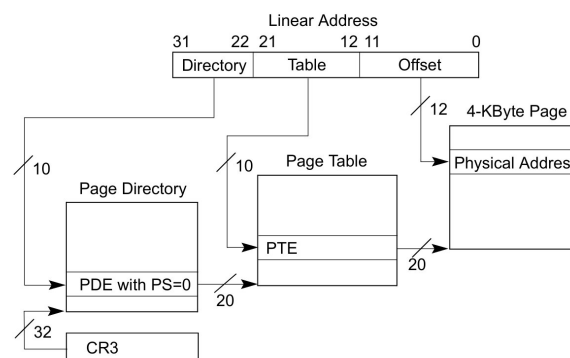 Linear Address
31 22 21 12 11 0
Directory Table Offset
12
4-KByte Page
10
10
Page Table
Physical Addres
Page Directory
PTE
20
PDE with PS=0
20
32
CR3